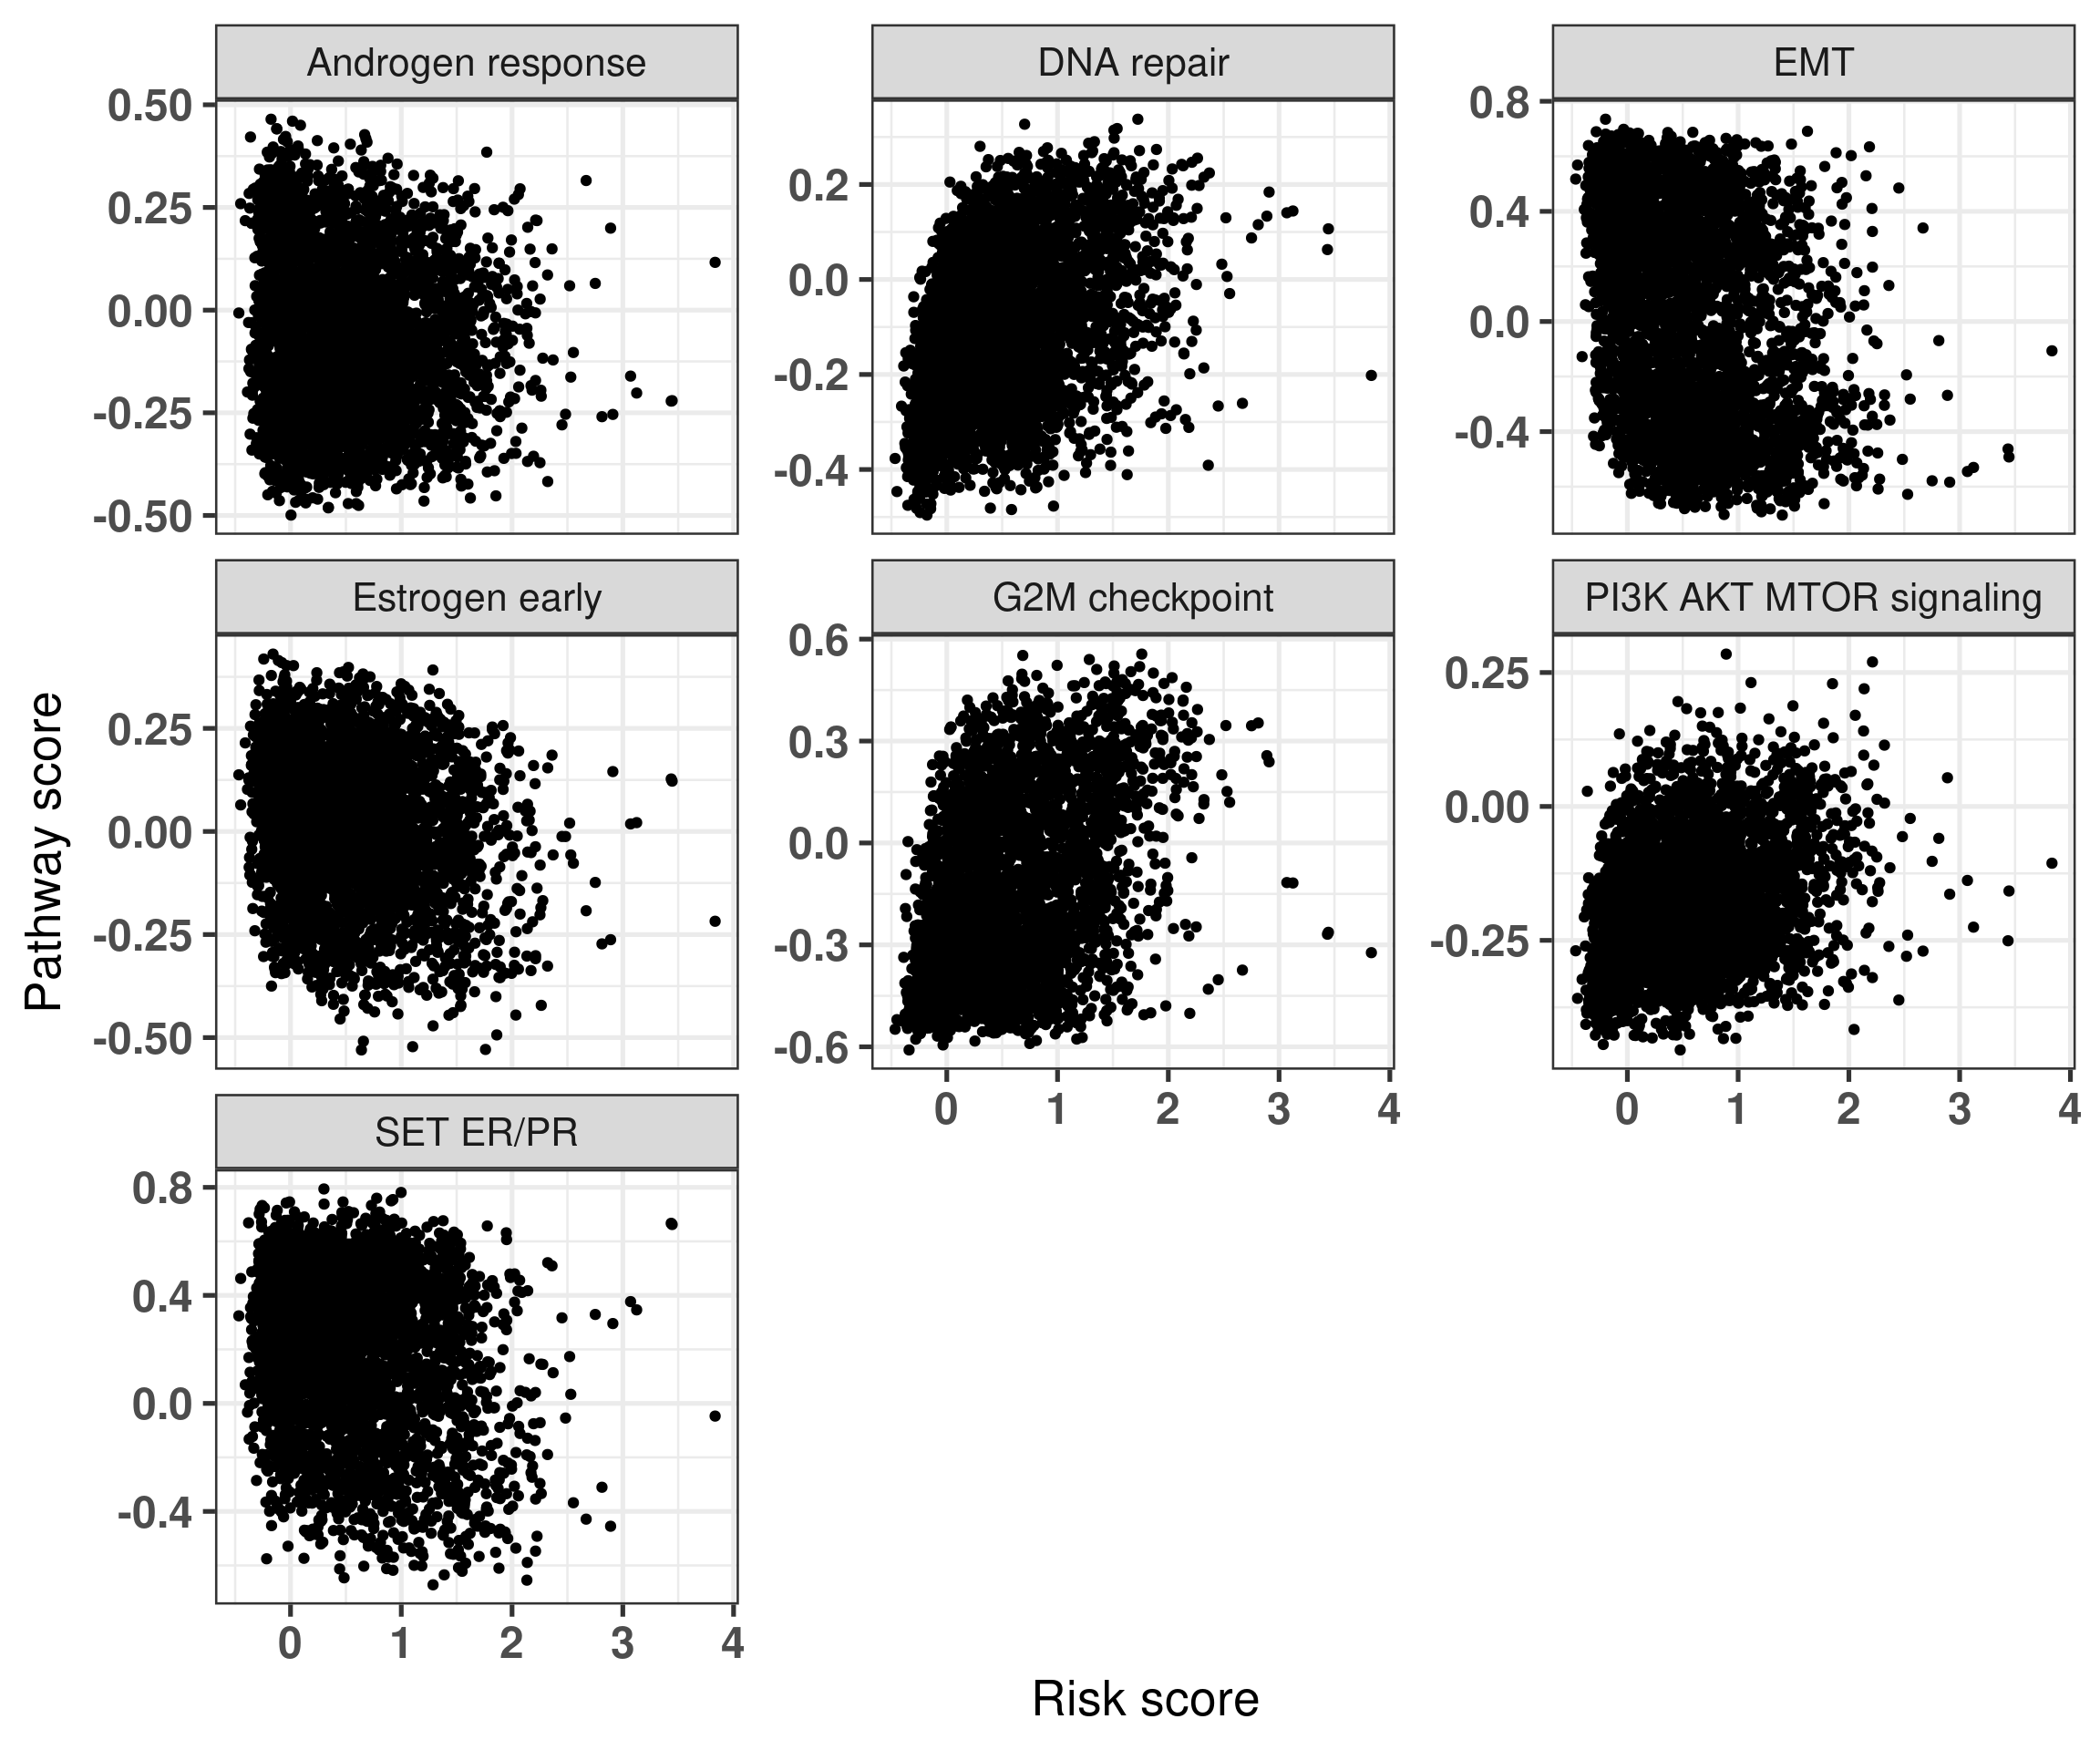 Androgen response
DNA repair
EMT
0.50
0.25
0.00
-0.25
-0.50
0.2
0.0
-0.2
-0.4
0.8
0.4
0.0
-0.4
Estrogen early
G2M checkpoint
PI3K AKT MTOR signaling
0.25
0.00
-0.25
-0.50
0.6
0.3
0.0
-0.3
-0.6
0.25
0.00
-0.25
0 1 2 3 4
0 1 2 3 4
SET ER/PR
0.8
0.4
0.0
-0.4
0 1 2 3 4
Pathway score
Risk score